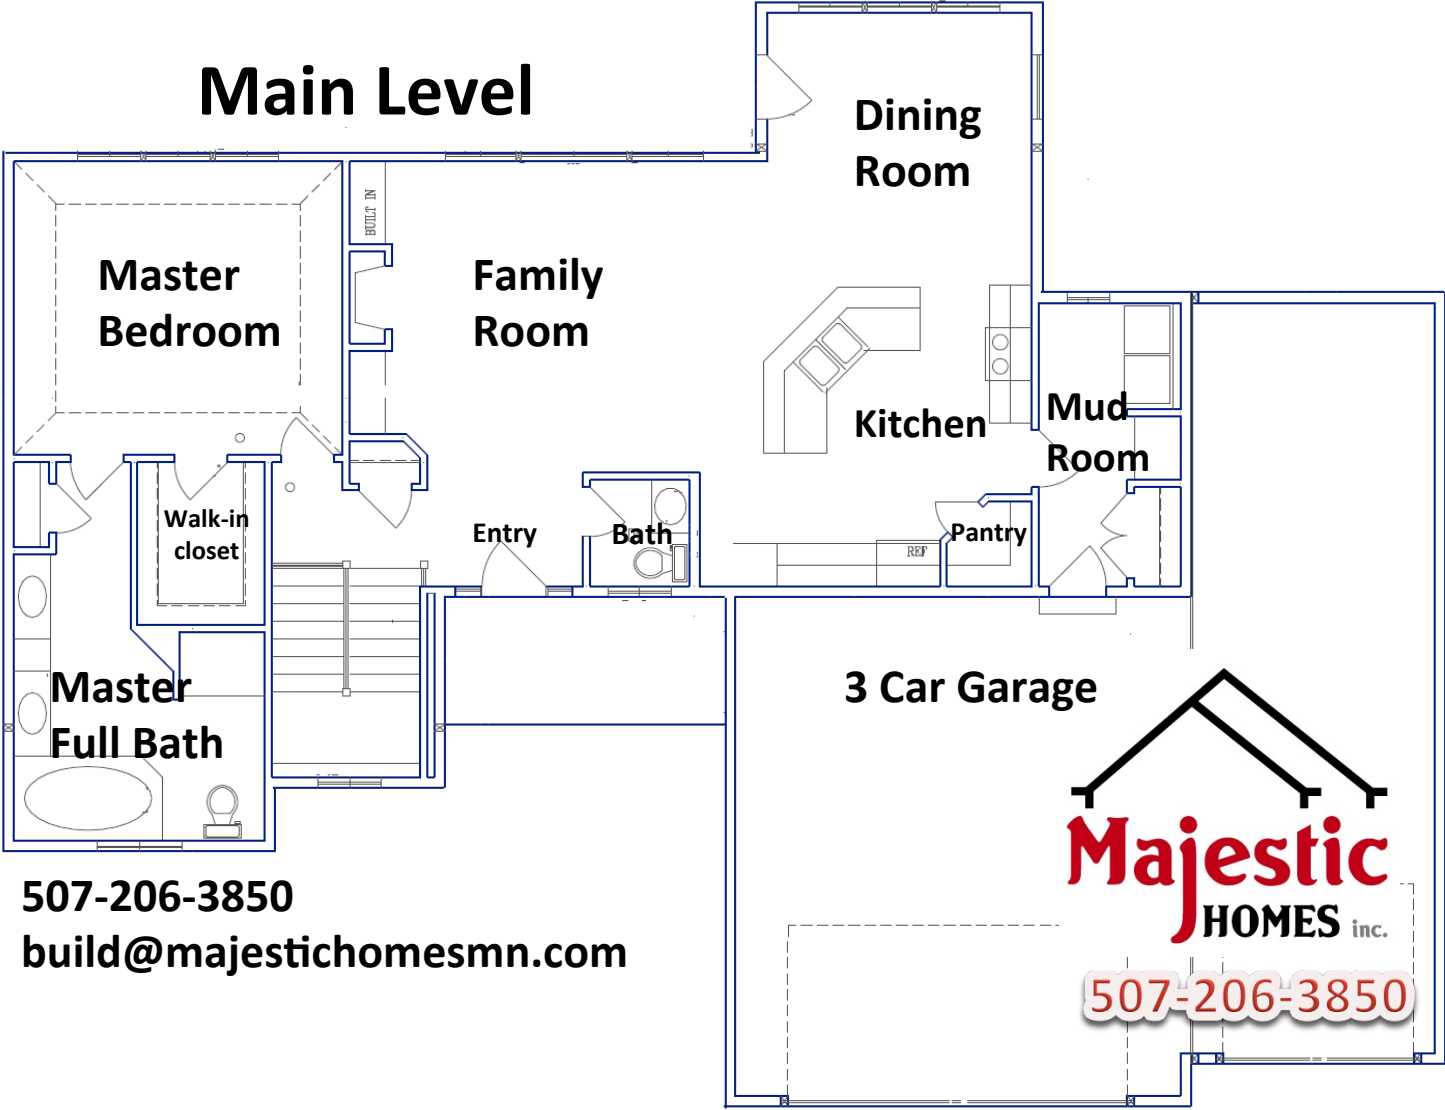 Main Level
Dining
Room
BUILT IN
Master
Bedroom
Family
Room
Kitchen
Mud
Room
Walk-in
closet
Entry
Bath
Pantry
REF
Master
Full Bath
3 Car Garage
Majestic
HOMES inc.
507-206-3850
build@majestichomesmn.com
507-206-3850